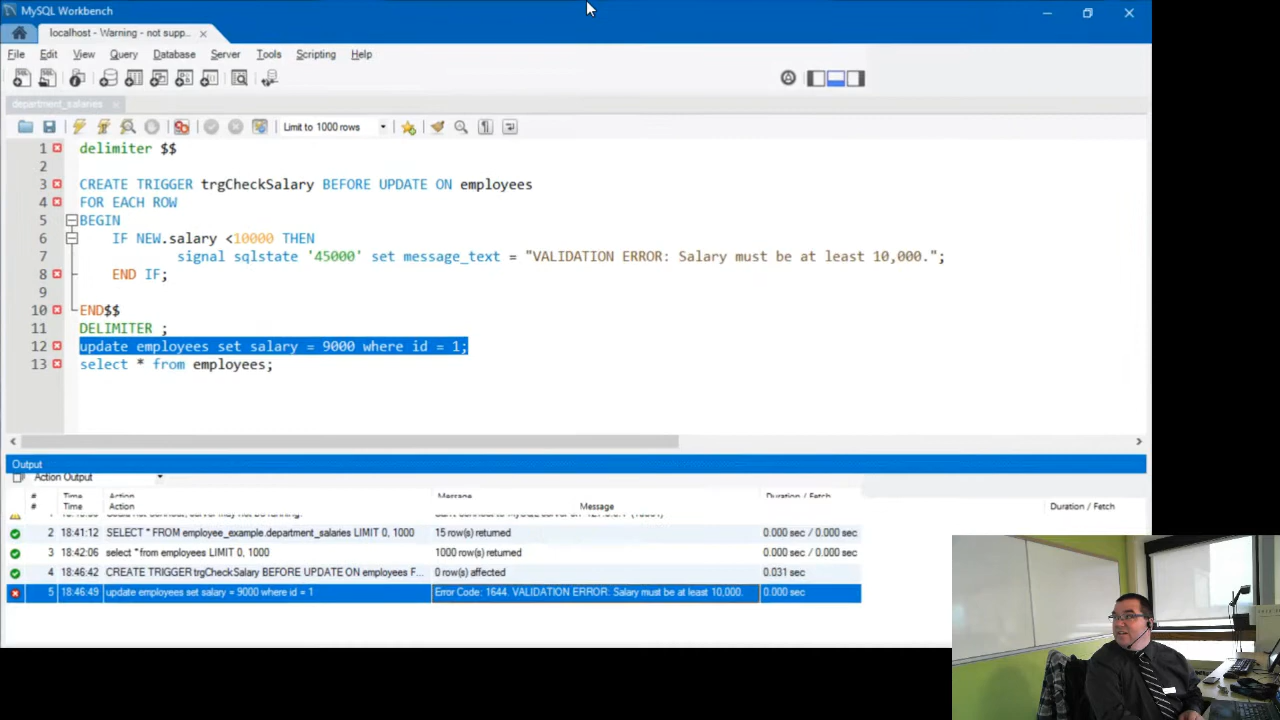 MySQL Workbench
localhost - Warning - not supp..
File Edit View Query Database Server Tools Scripting Help
department_salaries
Limit to 1000 rows
1 delimiter $$
2
3 CREATE TRIGGER trgCheckSalary BEFORE UPDATE ON employees
4 FOR EACH ROW
5 BEGIN
6 IF NEW.salary <10000 THEN
7 signal sqlstate '45000' set message_text = "VALIDATION ERROR: Salary must be at least 10,000.";
8 END IF;
9
10 END$$
11 DELIMITER ;
12 update employees set salary = 9000 where id = 1;
13 select * from employees;
Output
Action Output
# Time Action Message Duration / Fetch
# Time Action Message Duration / Fetch
2 18:41:12 SELECT * FROM employee_example.department_salaries LIMIT 0, 1000 15 row(s) returned 0.000 sec / 0.000 sec
3 18:42:06 select * from employees LIMIT 0, 1000 1000 row(s) returned 0.000 sec / 0.000 sec
4 18:46:42 CREATE TRIGGER trgCheckSalary BEFORE UPDATE ON employees F... 0 row(s) affected 0.031 sec
5 18:46:49 update employees set salary = 9000 where id = 1 Error Code: 1644. VALIDATION ERROR: Salary must be at least 10,000. 0.000 sec